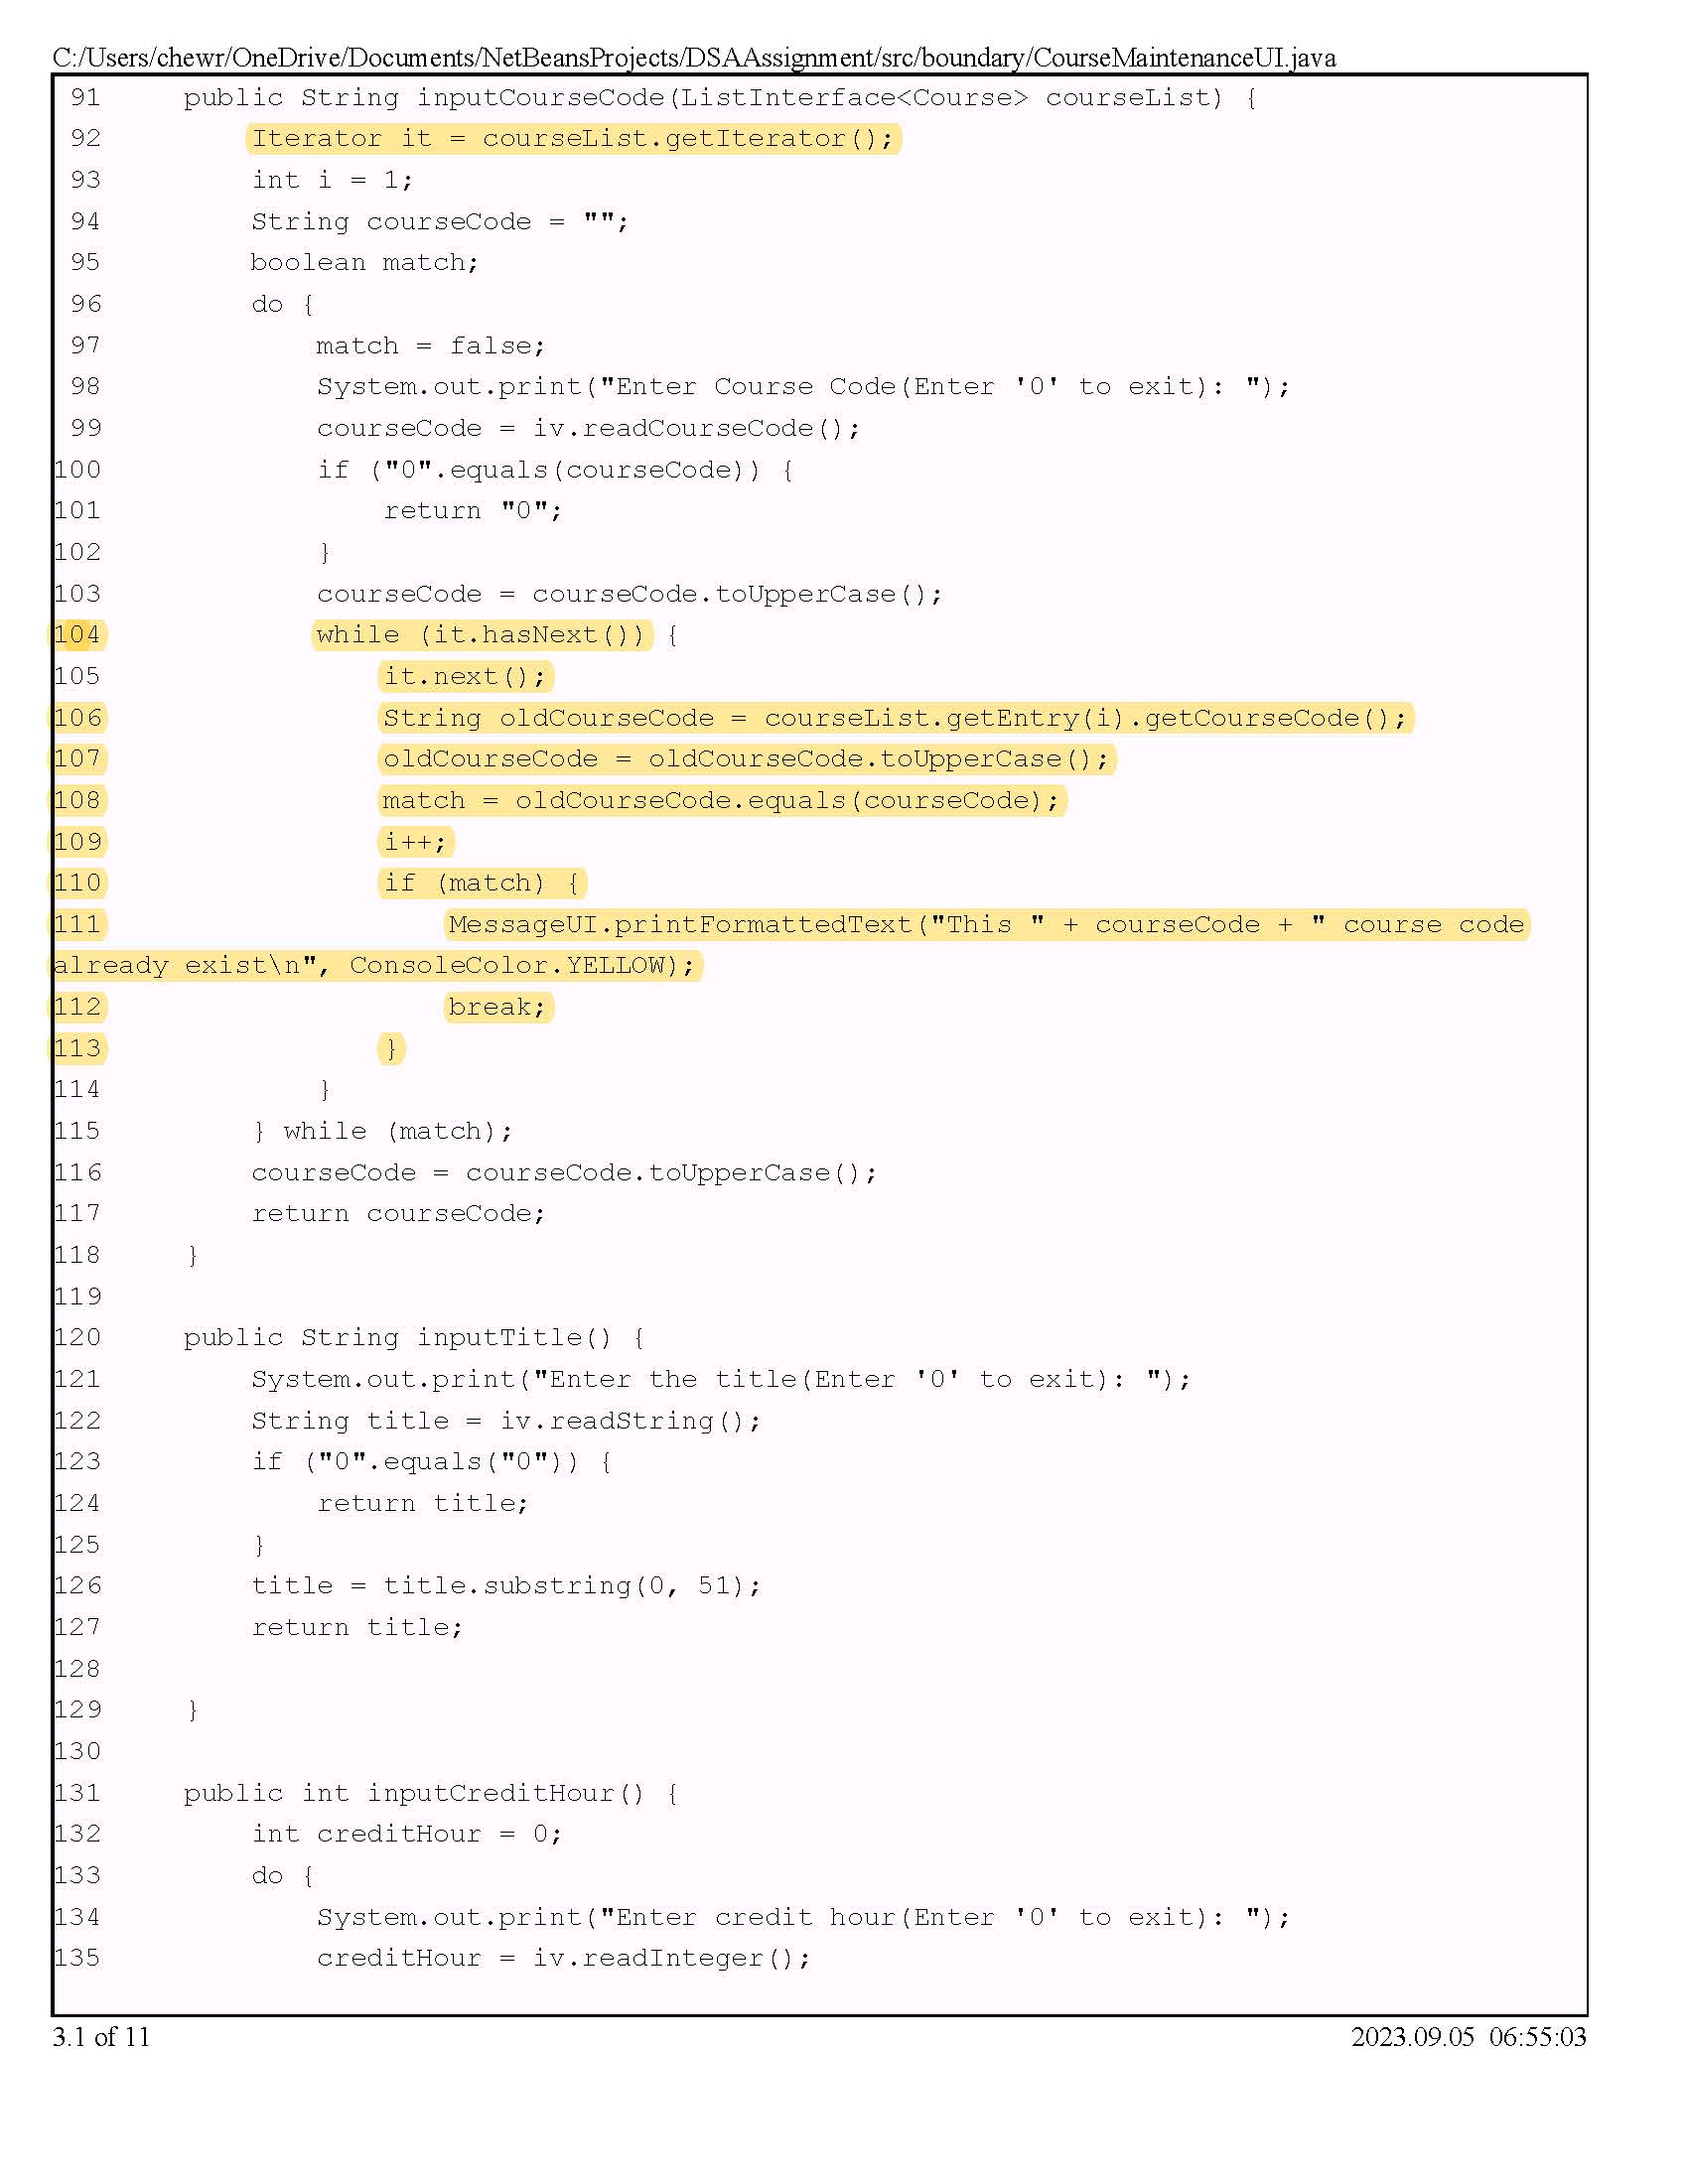 C:/Users/chewr/OneDrive/Documents/NetBeansProjects/DSAAssignment/src/boundary/CourseMaintenanceUI.java
91     public String inputCourseCode(ListInterface<Course> courseList) {
92         Iterator it = courseList.getIterator();
93         int i = 1;
94         String courseCode = "";
95         boolean match;
96         do {
97             match = false;
98             System.out.print("Enter Course Code(Enter '0' to exit): ");
99             courseCode = iv.readCourseCode();
100             if ("0".equals(courseCode)) {
101                 return "0";
102             }
103             courseCode = courseCode.toUpperCase();
104             while (it.hasNext()) {
105                 it.next();
106                 String oldCourseCode = courseList.getEntry(i).getCourseCode();
107                 oldCourseCode = oldCourseCode.toUpperCase();
108                 match = oldCourseCode.equals(courseCode);
109                 i++;
110                 if (match) {
111                     MessageUI.printFormattedText("This " + courseCode + " course code
already exist\n", ConsoleColor.YELLOW);
112                     break;
113                 }
114             }
115         } while (match);
116         courseCode = courseCode.toUpperCase();
117         return courseCode;
118     }
119
120     public String inputTitle() {
121         System.out.print("Enter the title(Enter '0' to exit): ");
122         String title = iv.readString();
123         if ("0".equals("0")) {
124             return title;
125         }
126         title = title.substring(0, 51);
127         return title;
128
129     }
130
131     public int inputCreditHour() {
132         int creditHour = 0;
133         do {
134             System.out.print("Enter credit hour(Enter '0' to exit): ");
135             creditHour = iv.readInteger();
3.1 of 11
2023.09.05 06:55:03